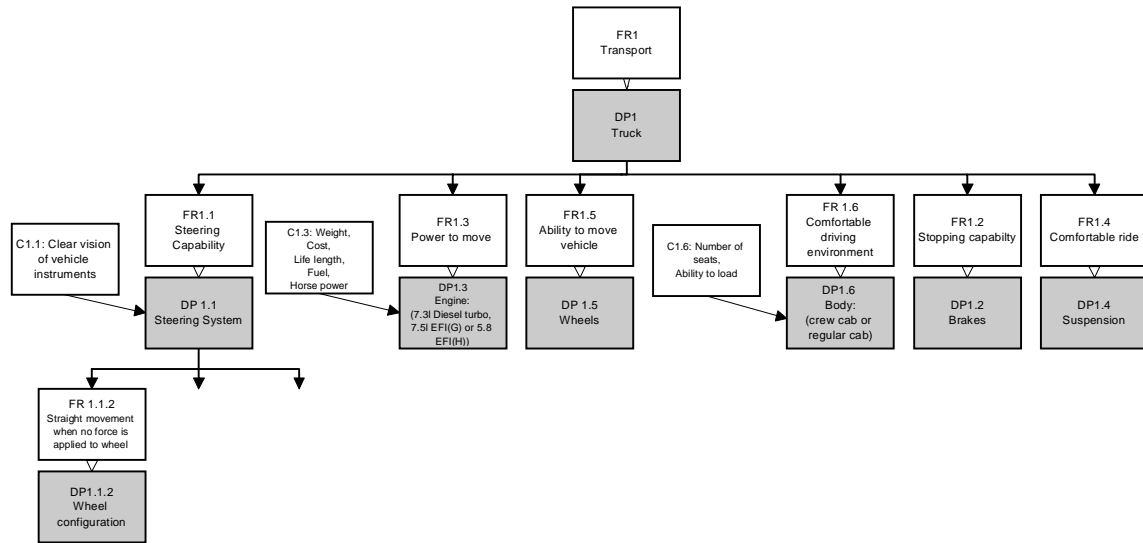 FR1
Transport
DP1
Truck
FR1.1
Steering
Capability
FR1.3
Power to move
FR1.5
Ability to move
vehicle
FR 1.6
Comfortable
driving
environment
FR1.2
Stopping capabilty
FR1.4
Comfortable ride
C1.1: Clear vision
of vehicle
instruments
C1.3: Weight,
Cost,
Life length,
Fuel,
Horse power
C1.6: Number of
seats,
Ability to load
DP 1.1
Steering System
DP1.3
Engine:
(7.3l Diesel turbo,
7.5l EFI(G) or 5.8
EFI(H))
DP 1.5
Wheels
DP1.6
Body:
(crew cab or
regular cab)
DP1.2
Brakes
DP1.4
Suspension
FR 1.1.2
Straight movement
when no force is
applied to wheel
DP1.1.2
Wheel
configuration